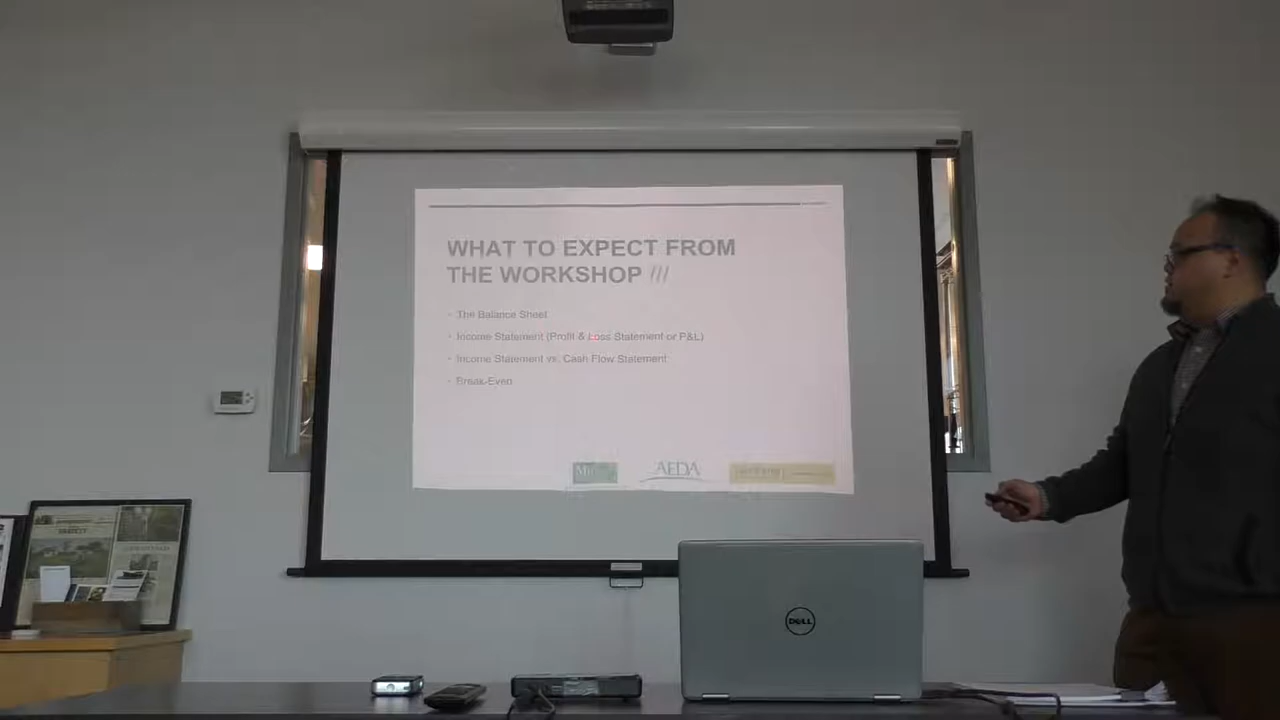 WHAT TO EXPECT FROM
THE WORKSHOP ///
• The Balance Sheet
• Income Statement (Profit & Loss Statement or P&L)
• Income Statement vs. Cash Flow Statement
• Break-Even
AEDA
DELL